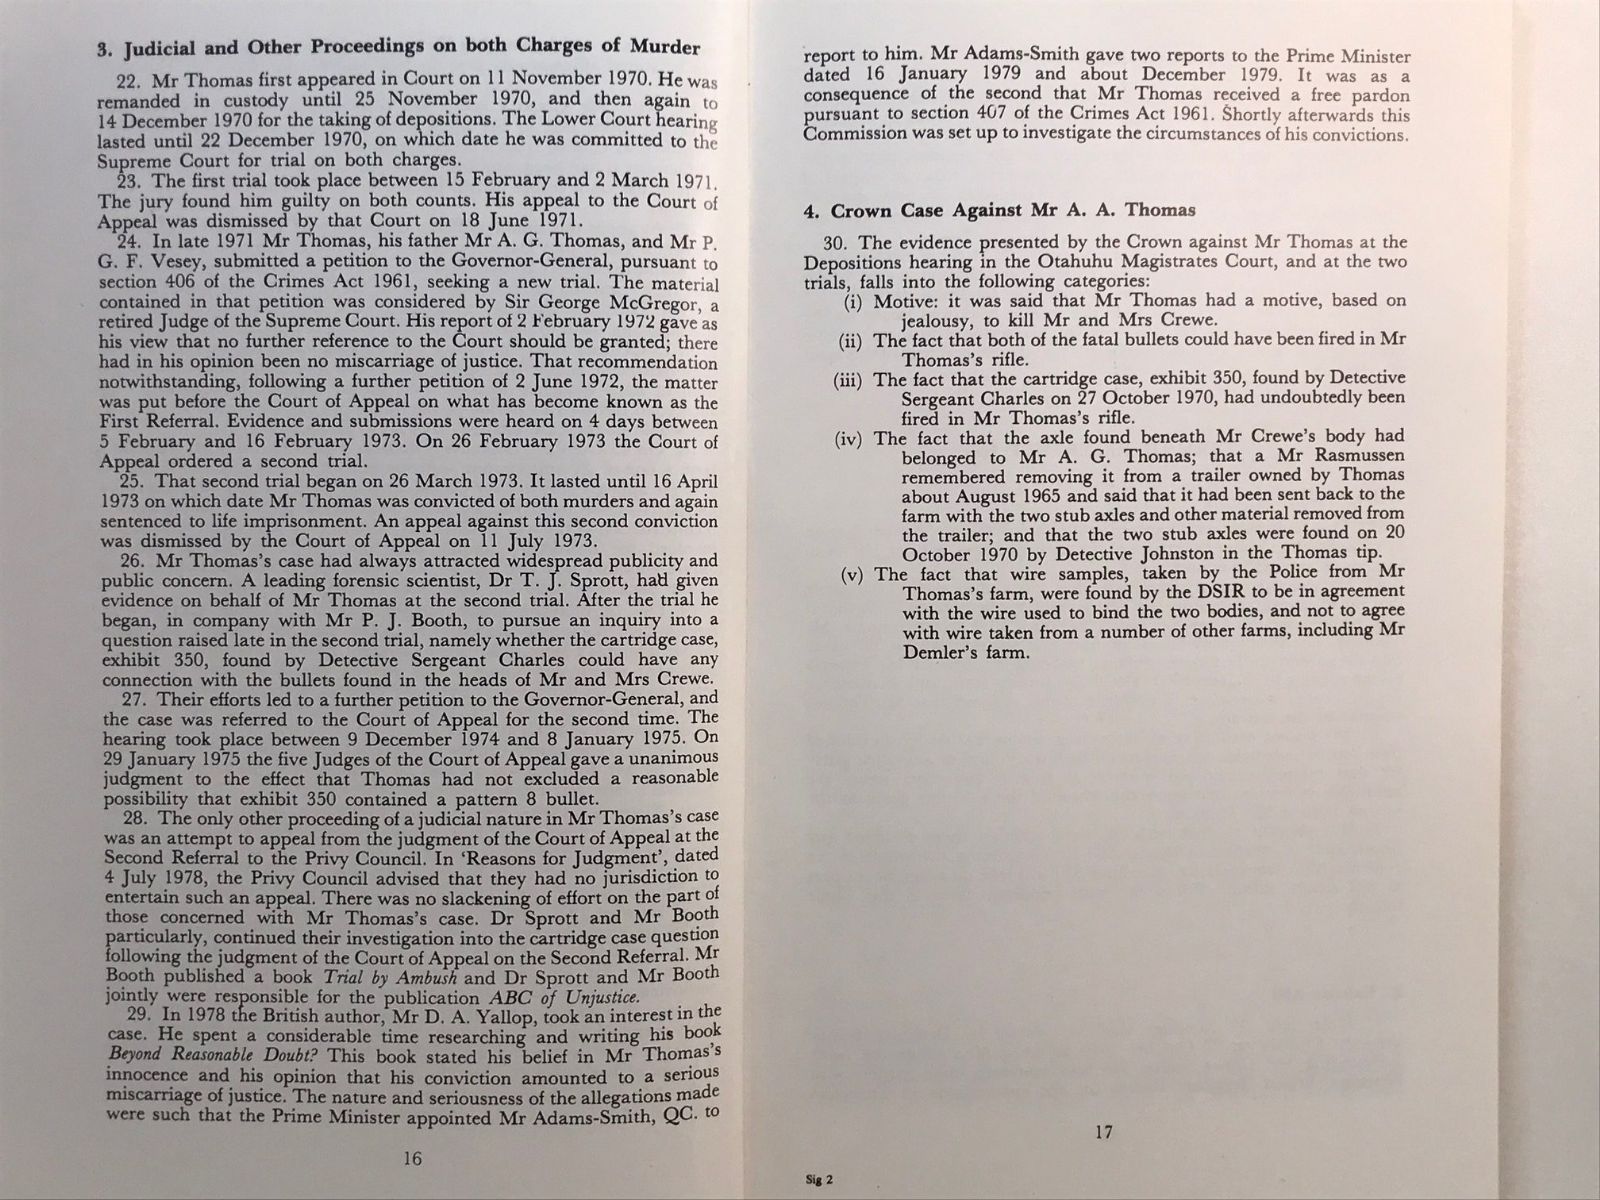 3. Judicial and Other Proceedings on both Charges of Murder
22. Mr Thomas first appeared in Court on 11 November 1970. He was
remanded in custody until 25 November 1970, and then again to
14 December 1970 for the taking of depositions. The Lower Court hearing
lasted until 22 December 1970, on which date he was committed to the
Supreme Court for trial on both charges.
23. The first trial took place between 15 February and 2 March 1971.
The jury found him guilty on both counts. His appeal to the Court of
Appeal was dismissed by that Court on 18 June 1971.
24. In late 1971 Mr Thomas, his father Mr A. G. Thomas, and Mr P.
G. F. Vesey, submitted a petition to the Governor-General, pursuant to
section 406 of the Crimes Act 1961, seeking a new trial. The material
contained in that petition was considered by Sir George McGregor, a
retired Judge of the Supreme Court. His report of 2 February 1972 gave as
his view that no further reference to the Court should be granted; there
had in his opinion been no miscarriage of justice. That recommendation
notwithstanding, following a further petition of 2 June 1972, the matter
was put before the Court of Appeal on what has become known as the
First Referral. Evidence and submissions were heard on 4 days between
5 February and 16 February 1973. On 26 February 1973 the Court of
Appeal ordered a second trial.
25. That second trial began on 26 March 1973. It lasted until 16 April
1973 on which date Mr Thomas was convicted of both murders and again
sentenced to life imprisonment. An appeal against this second conviction
was dismissed by the Court of Appeal on 11 July 1973.
26. Mr Thomas's case had always attracted widespread publicity and
public concern. A leading forensic scientist, Dr T. J. Sprott, had given
evidence on behalf of Mr Thomas at the second trial. After the trial he
began, in company with Mr P. J. Booth, to pursue an inquiry into a
question raised late in the second trial, namely whether the cartridge case,
exhibit 350, found by Detective Sergeant Charles could have any
connection with the bullets found in the heads of Mr and Mrs Crewe.
27. Their efforts led to a further petition to the Governor-General, and
the case was referred to the Court of Appeal for the second time. The
hearing took place between 9 December 1974 and 8 January 1975. On
29 January 1975 the five Judges of the Court of Appeal gave a unanimous
judgment to the effect that Thomas had not excluded a reasonable
possibility that exhibit 350 contained a pattern 8 bullet.
28. The only other proceeding of a judicial nature in Mr Thomas's case
was an attempt to appeal from the judgment of the Court of Appeal at the
Second Referral to the Privy Council. In 'Reasons for Judgment', dated
4 July 1978, the Privy Council advised that they had no jurisdiction to
entertain such an appeal. There was no slackening of effort on the part of
those concerned with Mr Thomas's case. Dr Sprott and Mr Booth
particularly, continued their investigation into the cartridge case question
following the judgment of the Court of Appeal on the Second Referral. Mr
Booth published a book Trial by Ambush and Dr Sprott and Mr Booth
jointly were responsible for the publication ABC of Unjustice.
29. In 1978 the British author, Mr D. A. Yallop, took an interest in the
case. He spent a considerable time researching and writing his book
Beyond Reasonable Doubt? This book stated his belief in Mr Thomas's
innocence and his opinion that his conviction amounted to a serious
miscarriage of justice. The nature and seriousness of the allegations made
were such that the Prime Minister appointed Mr Adams-Smith, QC. to
16
report to him. Mr Adams-Smith gave two reports to the Prime Minister
dated 16 January 1979 and about December 1979. It was as a
consequence of the second that Mr Thomas received a free pardon
pursuant to section 407 of the Crimes Act 1961. Shortly afterwards this
Commission was set up to investigate the circumstances of his convictions.
4. Crown Case Against Mr A. A. Thomas
30. The evidence presented by the Crown against Mr Thomas at the
Depositions hearing in the Otahuhu Magistrates Court, and at the two
trials, falls into the following categories:
(i) Motive: it was said that Mr Thomas had a motive, based on
jealousy, to kill Mr and Mrs Crewe.
(ii) The fact that both of the fatal bullets could have been fired in Mr
Thomas's rifle.
(iii) The fact that the cartridge case, exhibit 350, found by Detective
Sergeant Charles on 27 October 1970, had undoubtedly been
fired in Mr Thomas's rifle.
(iv) The fact that the axle found beneath Mr Crewe's body had
belonged to Mr A. G. Thomas; that a Mr Rasmussen
remembered removing it from a trailer owned by Thomas
about August 1965 and said that it had been sent back to the
farm with the two stub axles and other material removed from
the trailer; and that the two stub axles were found on 20
October 1970 by Detective Johnston in the Thomas tip.
(v) The fact that wire samples, taken by the Police from Mr
Thomas's farm, were found by the DSIR to be in agreement
with the wire used to bind the two bodies, and not to agree
with wire taken from a number of other farms, including Mr
Demler's farm.
17
Sig 2